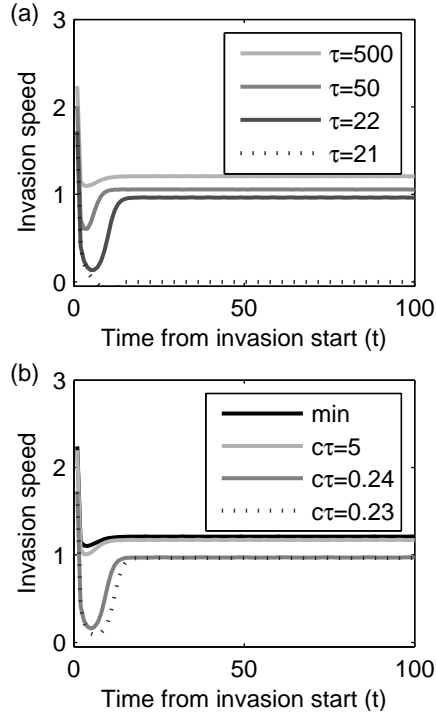 (a)
3
τ=500
τ=50
τ=22
τ=21
2
1
0
Invasion speed
0 50 100
Time from invasion start (t)
(b)
3
min
cτ=5
cτ=0.24
cτ=0.23
2
1
0
Invasion speed
0 50 100
Time from invasion start (t)